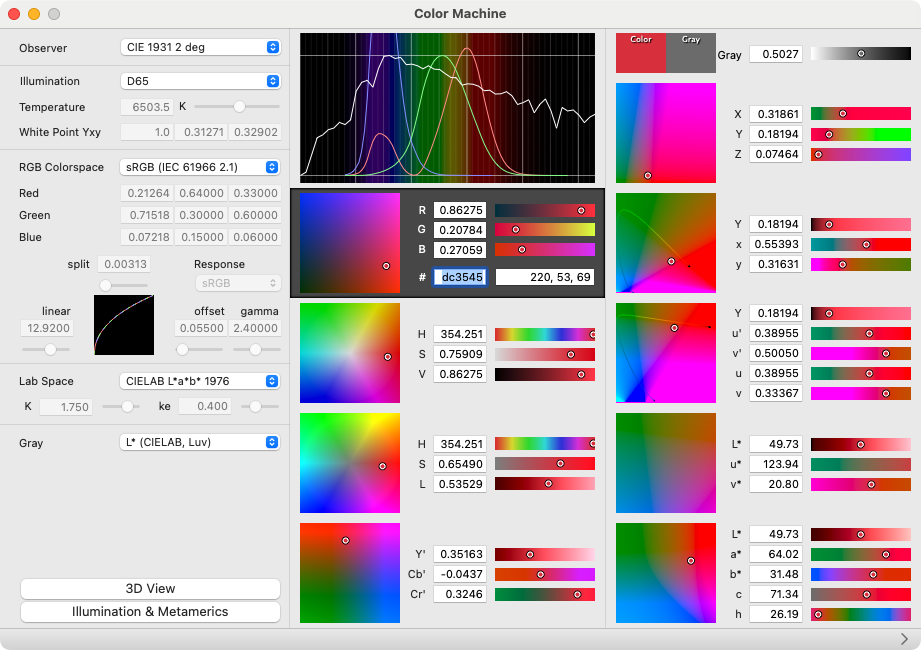 Color Machine
Observer CIE 1931 2 deg
Illumination D65
Temperature 6503.5 K
White Point Yxy 1.0 0.31271 0.32902
RGB Colorspace sRGB (IEC 61966 2.1)
Red 0.21264 0.64000 0.33000
Green 0.71518 0.30000 0.60000
Blue 0.07218 0.15000 0.06000
split 0.00313 Response
sRGB
linear offset gamma
12.9200 0.05500 2.40000
Lab Space CIELAB L*a*b* 1976
K 1.750 ke 0.400
Gray L* (CIELAB, Luv)
3D View
Illumination & Metamerics
R 0.86275
G 0.20784
B 0.27059
# dc3545 220, 53, 69
H 354.251
S 0.75909
V 0.86275
H 354.251
S 0.65490
L 0.53529
Y' 0.35163
Cb' -0.0437
Cr' 0.3246
Color Gray
Gray 0.5027
X 0.31861
Y 0.18194
Z 0.07464
Y 0.18194
x 0.55393
y 0.31631
Y 0.18194
u' 0.38955
v' 0.50050
u 0.38955
v 0.33367
L* 49.73
u* 123.94
v* 20.80
L* 49.73
a* 64.02
b* 31.48
c 71.34
h 26.19